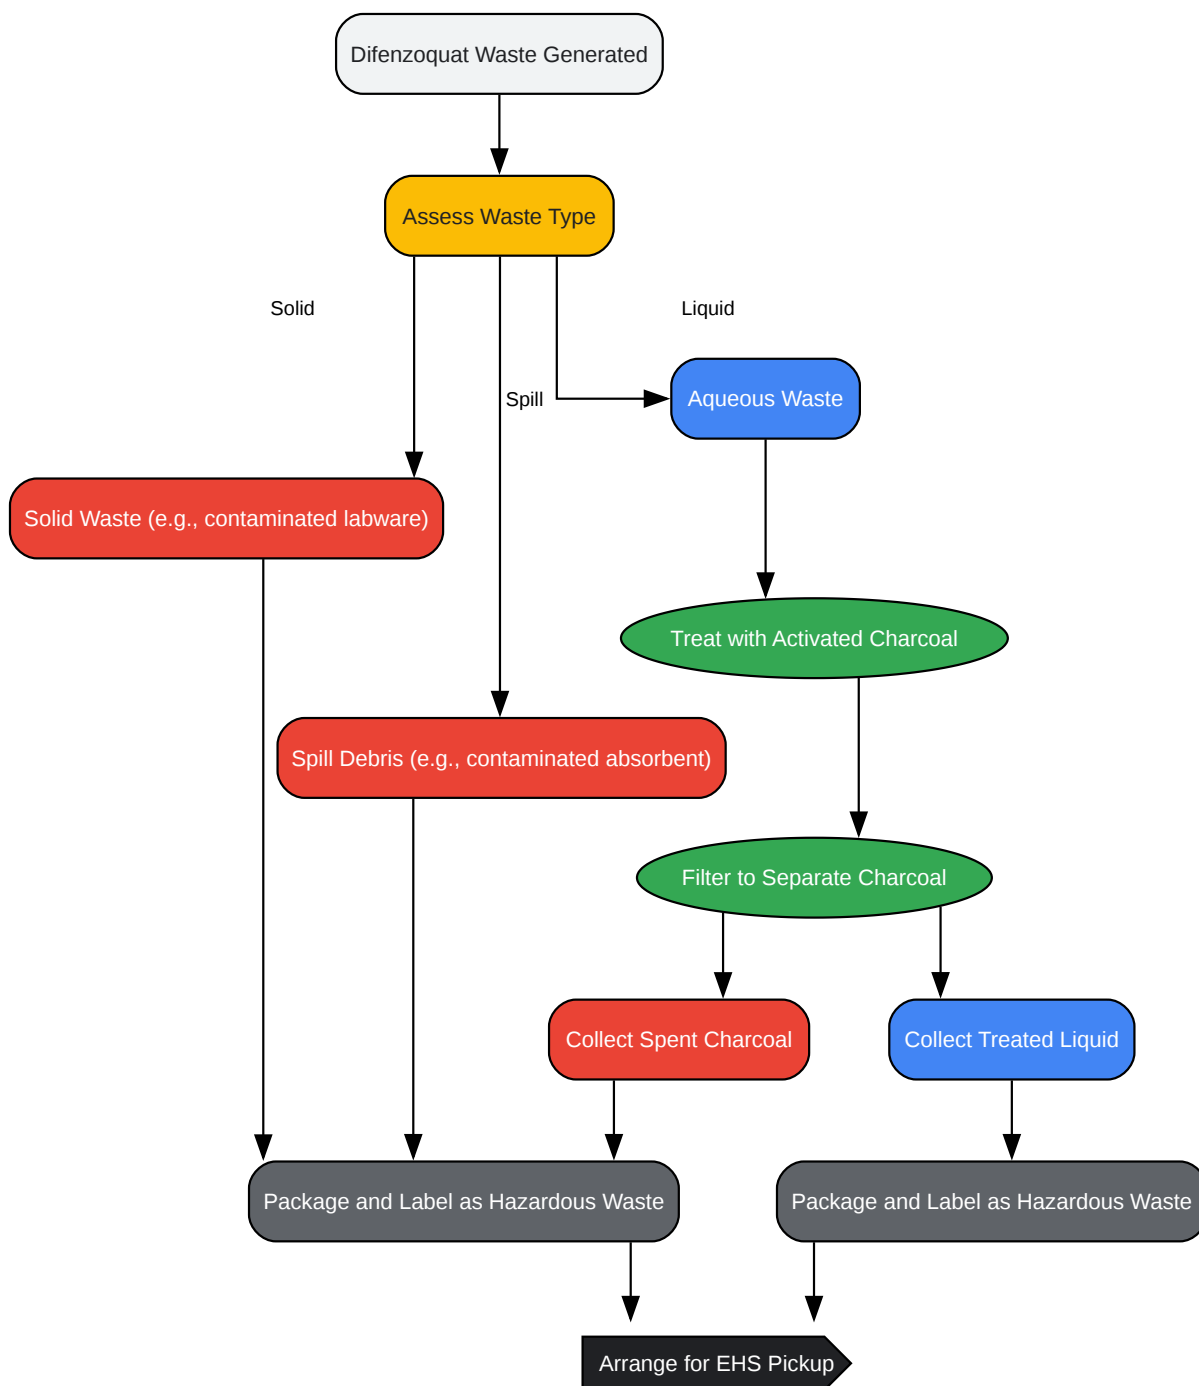 Difenzoquat Waste Generated
Assess Waste Type
Solid
Liquid
Spill
Aqueous Waste
Solid Waste (e.g., contaminated labware)
Treat with Activated Charcoal
Spill Debris (e.g., contaminated absorbent)
Filter to Separate Charcoal
Collect Spent Charcoal
Collect Treated Liquid
Package and Label as Hazardous Waste
Package and Label as Hazardous Waste
Arrange for EHS Pickup